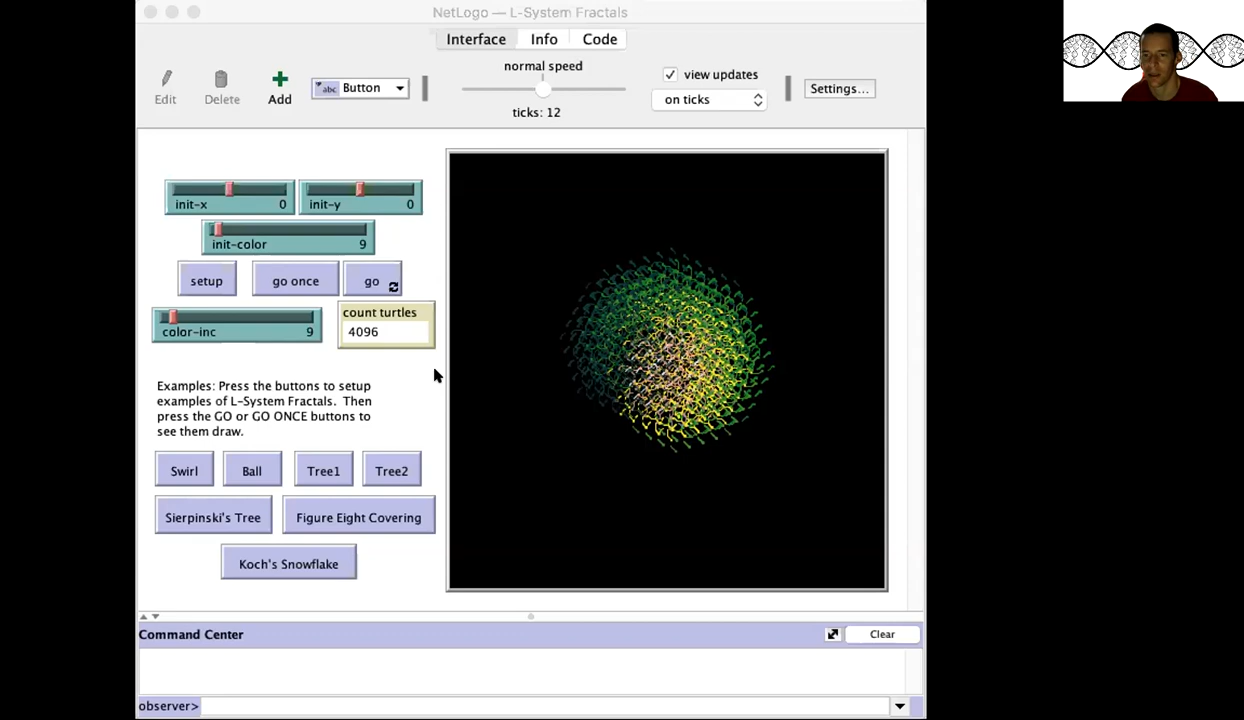 NetLogo — L-System Fractals
Interface Info Code
normal speed
view updates
Edit Delete Add abc Button on ticks Settings...
ticks: 12
init-x 0 init-y 0
init-color 9
setup go once go
color-inc 9 count turtles
4096
Examples: Press the buttons to setup
examples of L-System Fractals. Then
press the GO or GO ONCE buttons to
see them draw.
Swirl Ball Tree1 Tree2
Sierpinski's Tree Figure Eight Covering
Koch's Snowflake
Command Center Clear
observer>